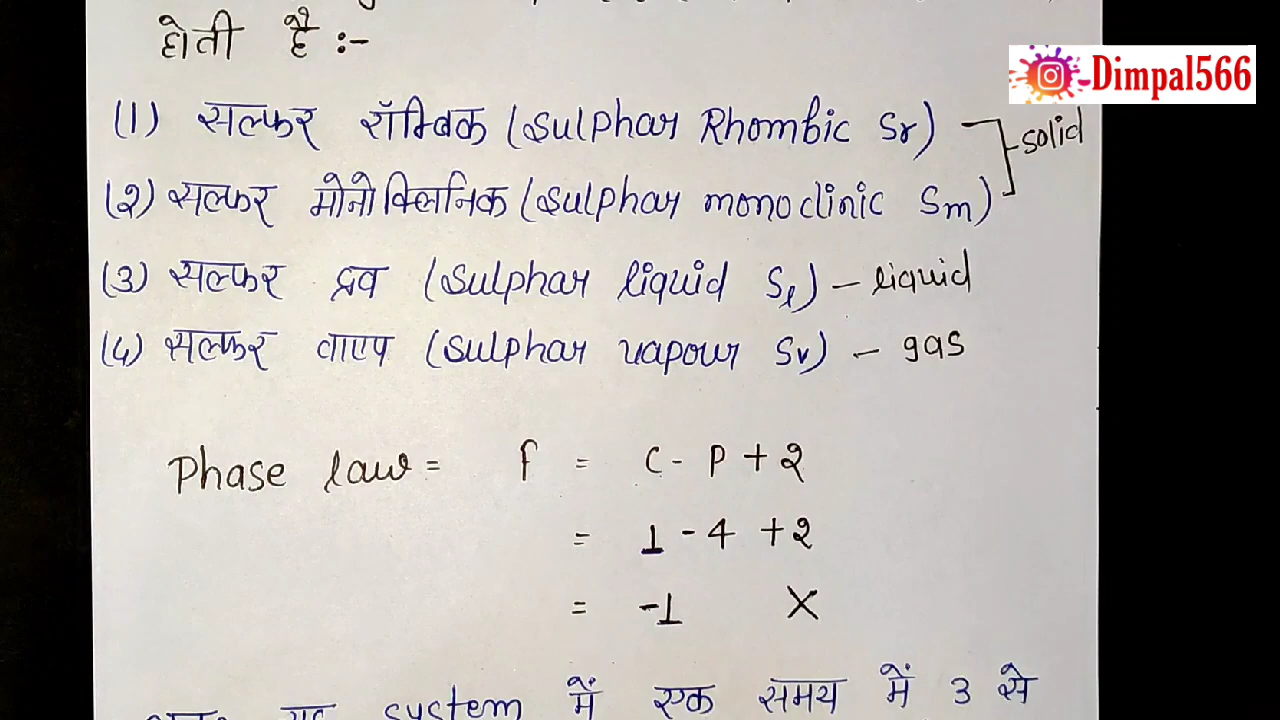 होती है :-
Dimpal566
(1) सल्फर रॉम्बिक (Sulphar Rhombic Sr)
solid
(2) सल्फर मोनोक्लिनिक (Sulphar monoclinic Sm)
(3) सल्फर द्रव (Sulphar liquid Sl) - liquid
(4) सल्फर वाष्प (Sulphar vapour Sv) - gas
Phase law = f = C - P + 2
= 1 - 4 + 2
= -1 X
system में एक समय में 3 से